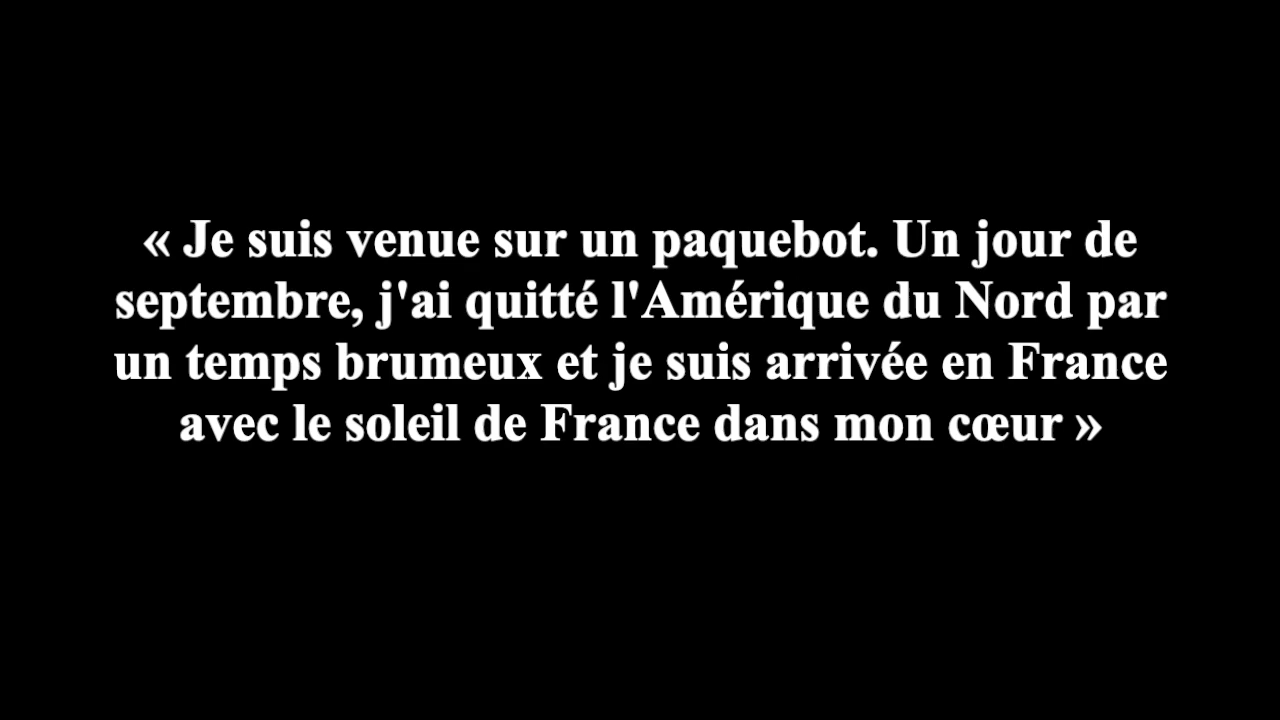 « Je suis venue sur un paquebot. Un jour de
septembre, j'ai quitté l'Amérique du Nord par
un temps brumeux et je suis arrivée en France
avec le soleil de France dans mon cœur »